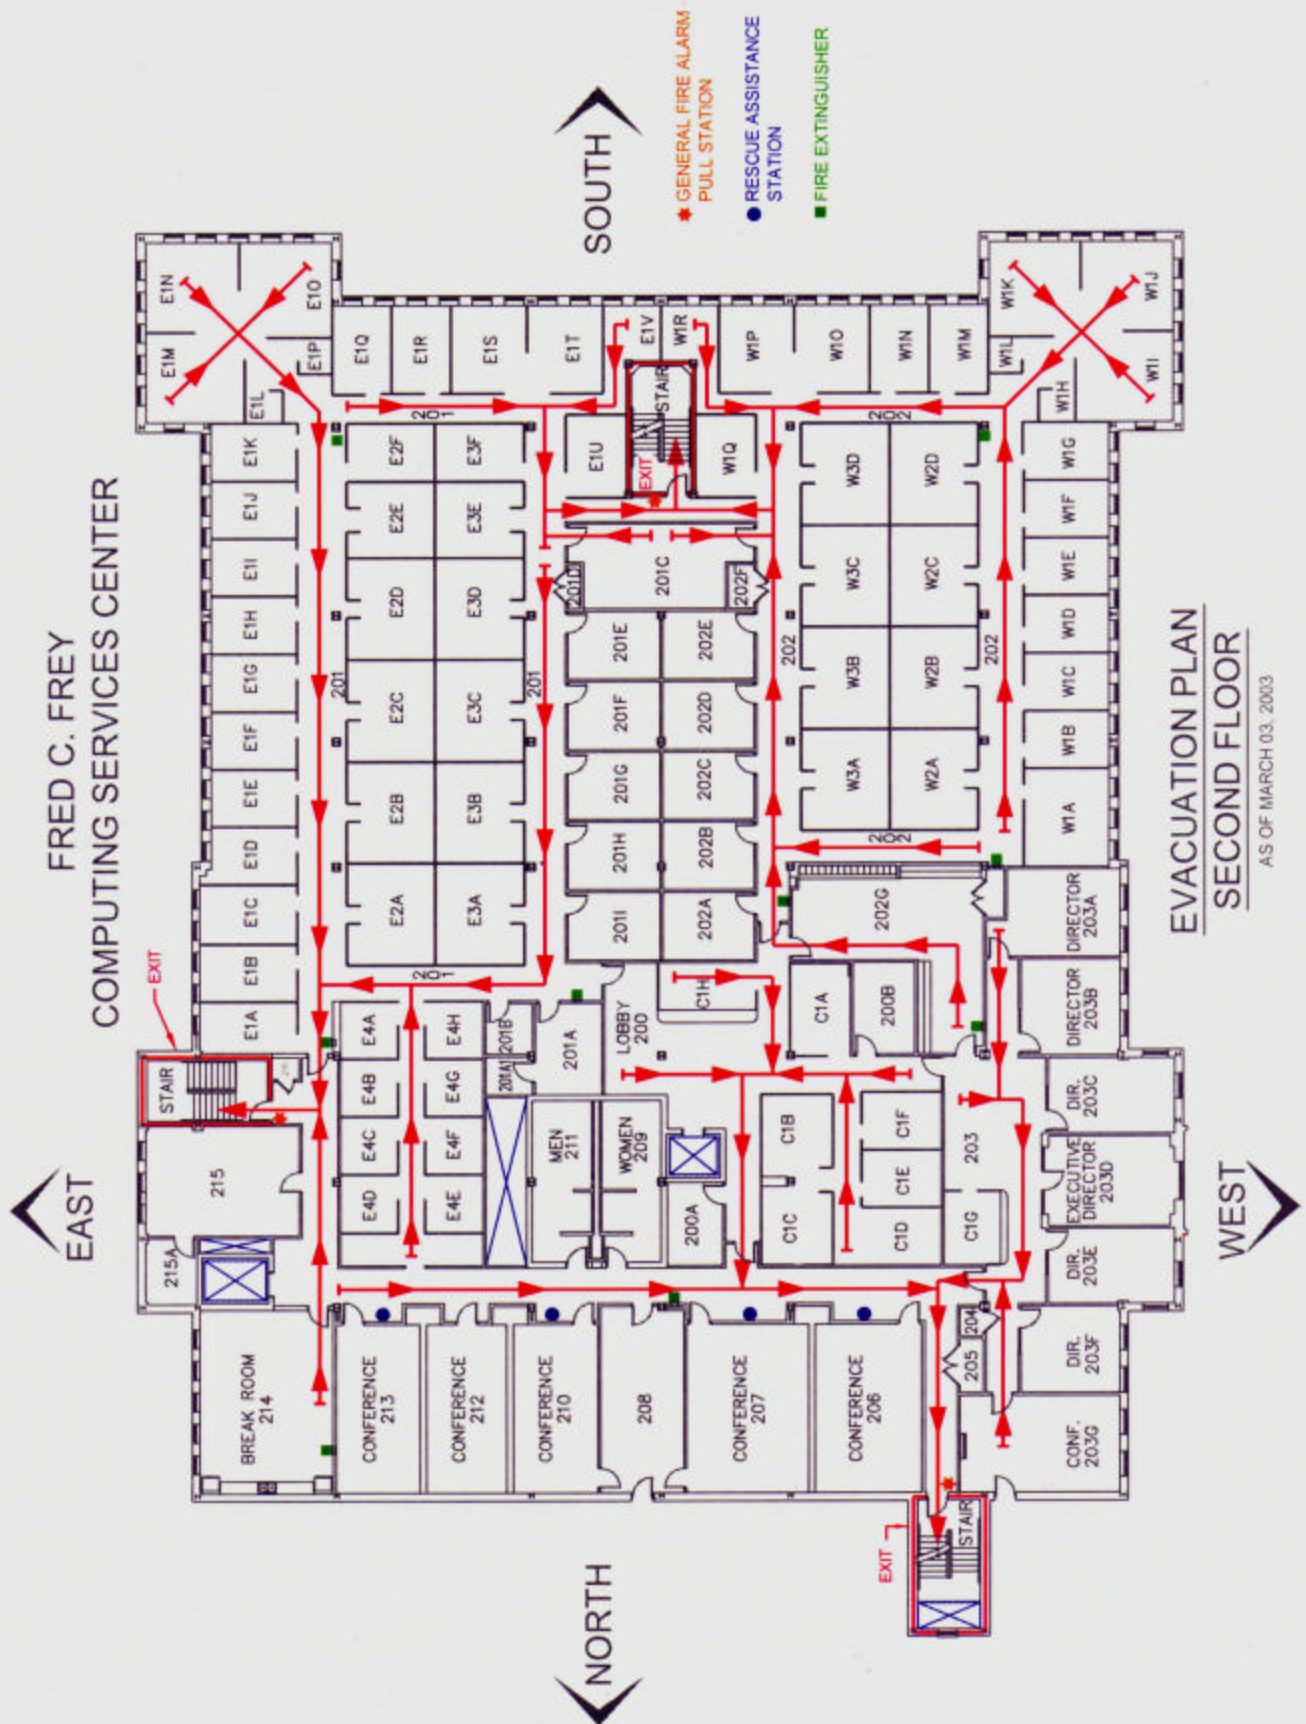 FRED C. FREY
COMPUTING SERVICES CENTER
EVACUATION PLAN
SECOND FLOOR
AS OF MARCH 03, 2003
NORTH
SOUTH
EAST
WEST
GENERAL FIRE ALARM
PULL STATION
RESCUE ASSISTANCE
STATION
FIRE EXTINGUISHER
EXIT
STAIR
215A
215
BREAK ROOM
214
CONFERENCE
213
CONFERENCE
212
CONFERENCE
210
208
CONFERENCE
207
CONFERENCE
206
EXIT
STAIR
205
204
CONF.
203G
DIR.
203F
DIR.
203E
EXECUTIVE
DIRECTOR
203D
DIR.
203C
DIRECTOR
203B
DIRECTOR
203A
203
E1A
E1B
E1C
E1D
E1E
E1F
E1G
E1H
E1I
E1J
E1K
E1L
E1M
E1N
E1O
E1P
E1Q
E1R
E1S
E1T
E1U
E1V
E2A
E2B
E2C
E2D
E2E
E2F
E3A
E3B
E3C
E3D
E3E
E3F
E4A
E4B
E4C
E4D
E4E
E4F
E4G
E4H
201
201
201
201
201B
201A1
201A
MEN
211
WOMEN
209
200A
LOBBY
200
C1H
C1A
200B
C1B
C1C
C1D
C1E
C1F
C1G
201I
201H
201G
201F
201E
201D
201C
202A
202B
202C
202D
202E
202F
202G
EXIT
STAIR
202
202
202
202
W1A
W1B
W1C
W1D
W1E
W1F
W1G
W1H
W1I
W1J
W1K
W1L
W1M
W1N
W1O
W1P
W1Q
W1R
W2A
W2B
W2C
W2D
W3A
W3B
W3C
W3D